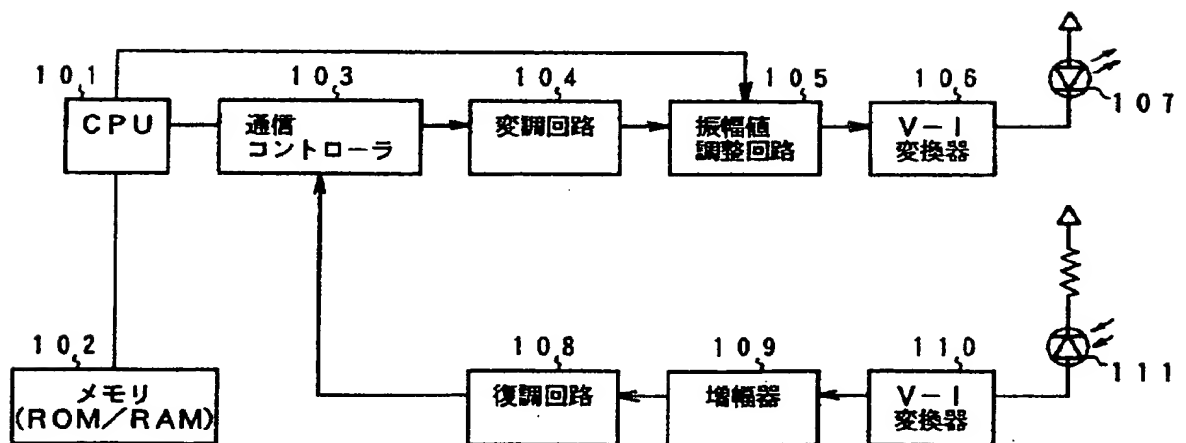 101
CPU
103
通信
コントローラ
104
変調回路
105
振幅値
調整回路
106
V-I
変換器
107
102
メモリ
(ROM/RAM)
108
復調回路
109
増幅器
110
V-I
変換器
111